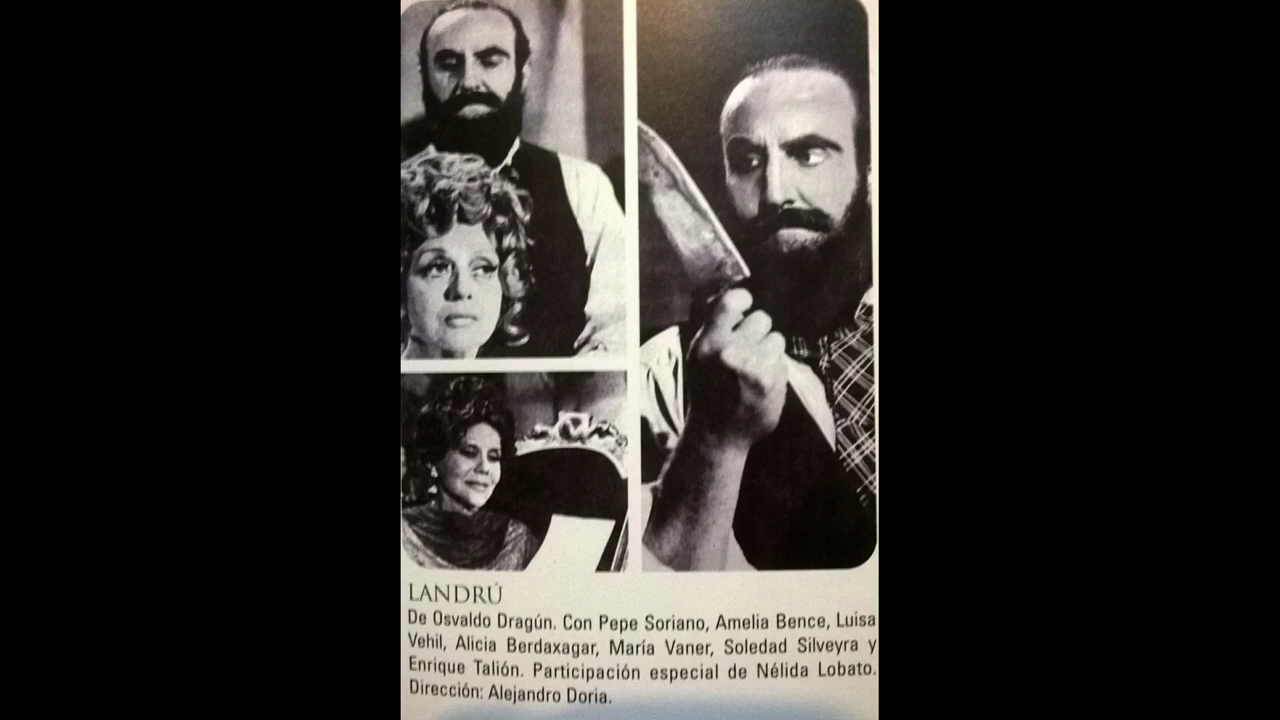 LANDRÚ
De Osvaldo Dragún. Con Pepe Soriano, Amelia Bence, Luisa
Vehil, Alicia Berdaxagar, María Vaner, Soledad Silveyra y
Enrique Talión. Participación especial de Nélida Lobato.
Dirección: Alejandro Doria.